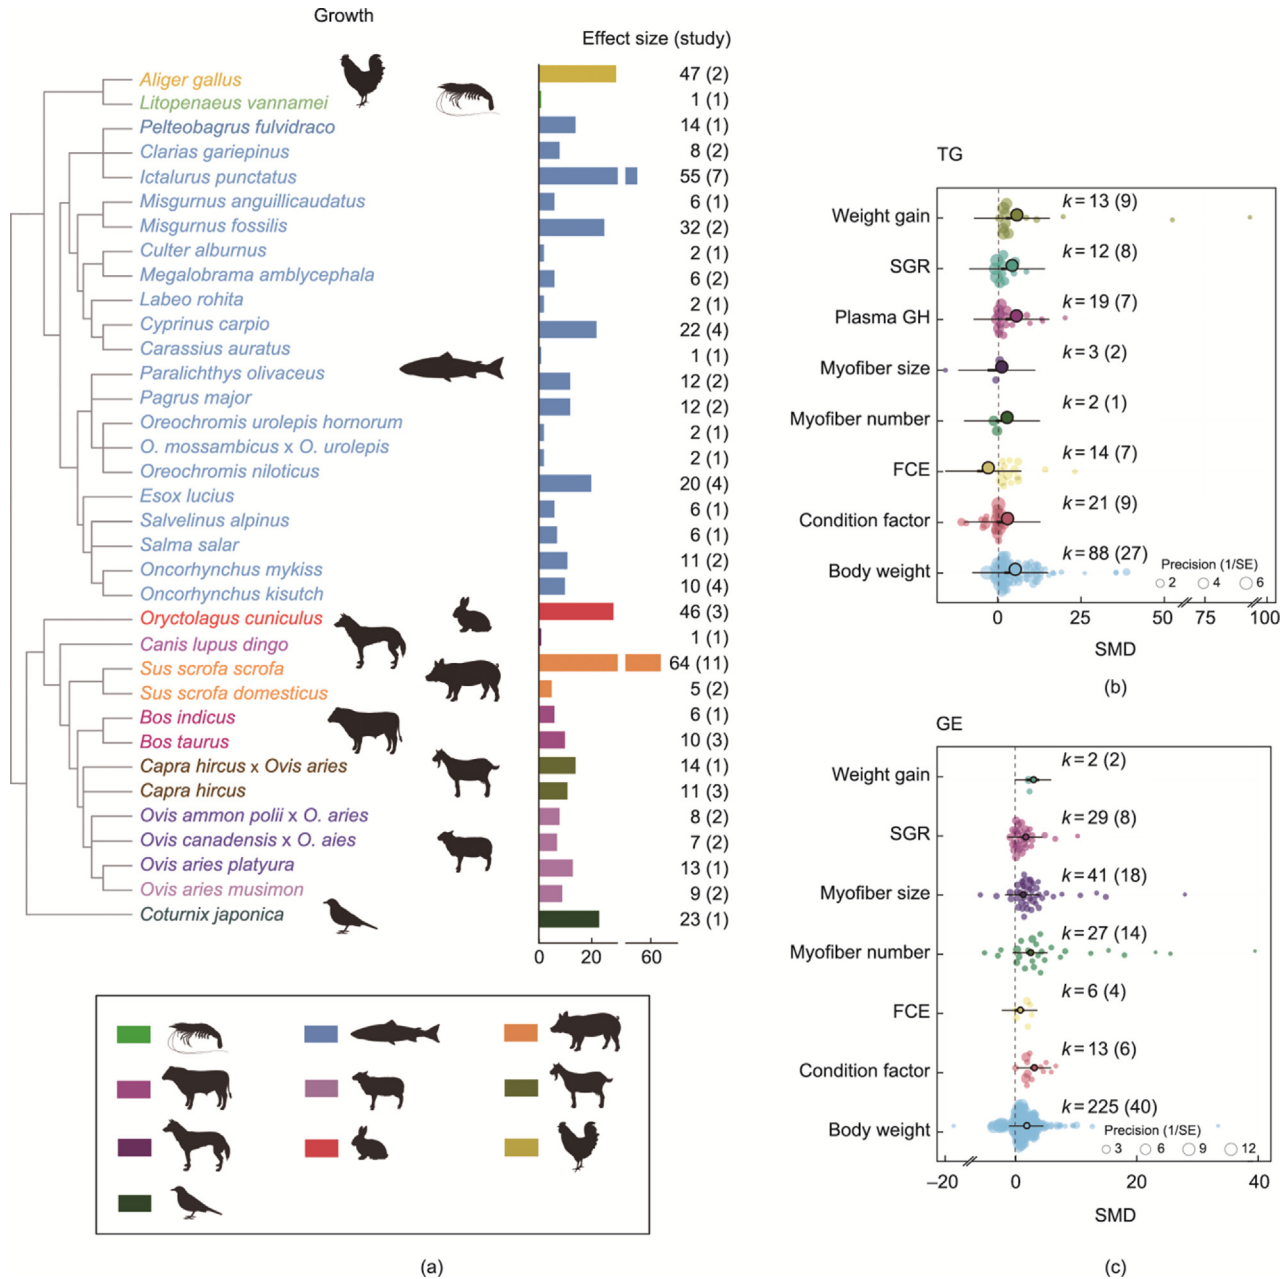 Growth
Effect size (study)
Aliger gallus 47 (2)
Litopenaeus vannamei 1 (1)
Pelteobagrus fulvidraco 14 (1)
Clarias gariepinus 8 (2)
Ictalurus punctatus 55 (7)
Misgurnus anguillicaudatus 6 (1)
Misgurnus fossilis 32 (2)
Culter alburnus 2 (1)
Megalobrama amblycephala 6 (2)
Labeo rohita 2 (1)
Cyprinus carpio 22 (4)
Carassius auratus 1 (1)
Paralichthys olivaceus 12 (2)
Pagrus major 12 (2)
Oreochromis urolepis hornorum 2 (1)
O. mossambicus x O. urolepis 2 (1)
Oreochromis niloticus 20 (4)
Esox lucius 6 (1)
Salvelinus alpinus 6 (1)
Salma salar 11 (2)
Oncorhynchus mykiss 10 (4)
Oncorhynchus kisutch
Oryctolagus cuniculus 46 (3)
Canis lupus dingo 1 (1)
Sus scrofa scrofa 64 (11)
Sus scrofa domesticus 5 (2)
Bos indicus 6 (1)
Bos taurus 10 (3)
Capra hircus x Ovis aries 14 (1)
Capra hircus 11 (3)
Ovis ammon polii x O. aries 8 (2)
Ovis canadensis x O. aies 7 (2)
Ovis aries platyura 13 (1)
Ovis aries musimon 9 (2)
Coturnix japonica 23 (1)
0 20 60
(a)
TG
Weight gain k=13 (9)
SGR k=12 (8)
Plasma GH k=19 (7)
Myofiber size k=3 (2)
Myofiber number k=2 (1)
FCE k=14 (7)
Condition factor k=21 (9)
Body weight k=88 (27)
Precision (1/SE)
2 4 6
0 25 50 75 100
SMD
(b)
GE
Weight gain k=2 (2)
SGR k=29 (8)
Myofiber size k=41 (18)
Myofiber number k=27 (14)
FCE k=6 (4)
Condition factor k=13 (6)
Body weight k=225 (40)
Precision (1/SE)
3 6 9 12
–20 0 20 40
SMD
(c)